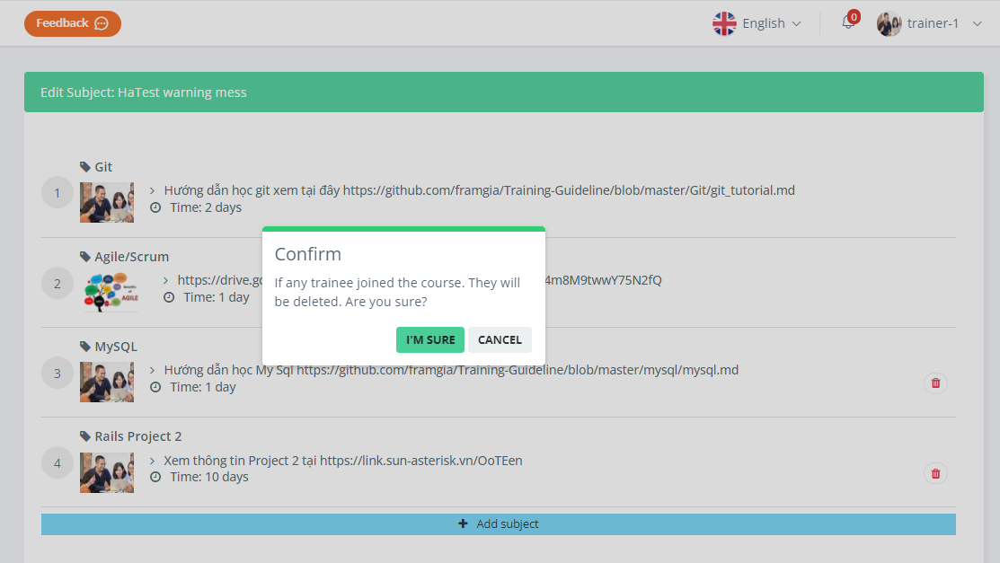 Feedback
English
0
trainer-1
Edit Subject: HaTest warning mess
Git
1
Hướng dẫn học git xem tại đây https://github.com/framgia/Training-Guideline/blob/master/Git/git_tutorial.md
Time: 2 days
Agile/Scrum
2
https://drive.go
4m8M9twwY75N2fQ
Time: 1 day
Confirm
If any trainee joined the course. They will
be deleted. Are you sure?
I'M SURE
CANCEL
MySQL
3
Hướng dẫn học My Sql https://github.com/framgia/Training-Guideline/blob/master/mysql/mysql.md
Time: 1 day
Rails Project 2
4
Xem thông tin Project 2 tại https://link.sun-asterisk.vn/OoTEen
Time: 10 days
Add subject